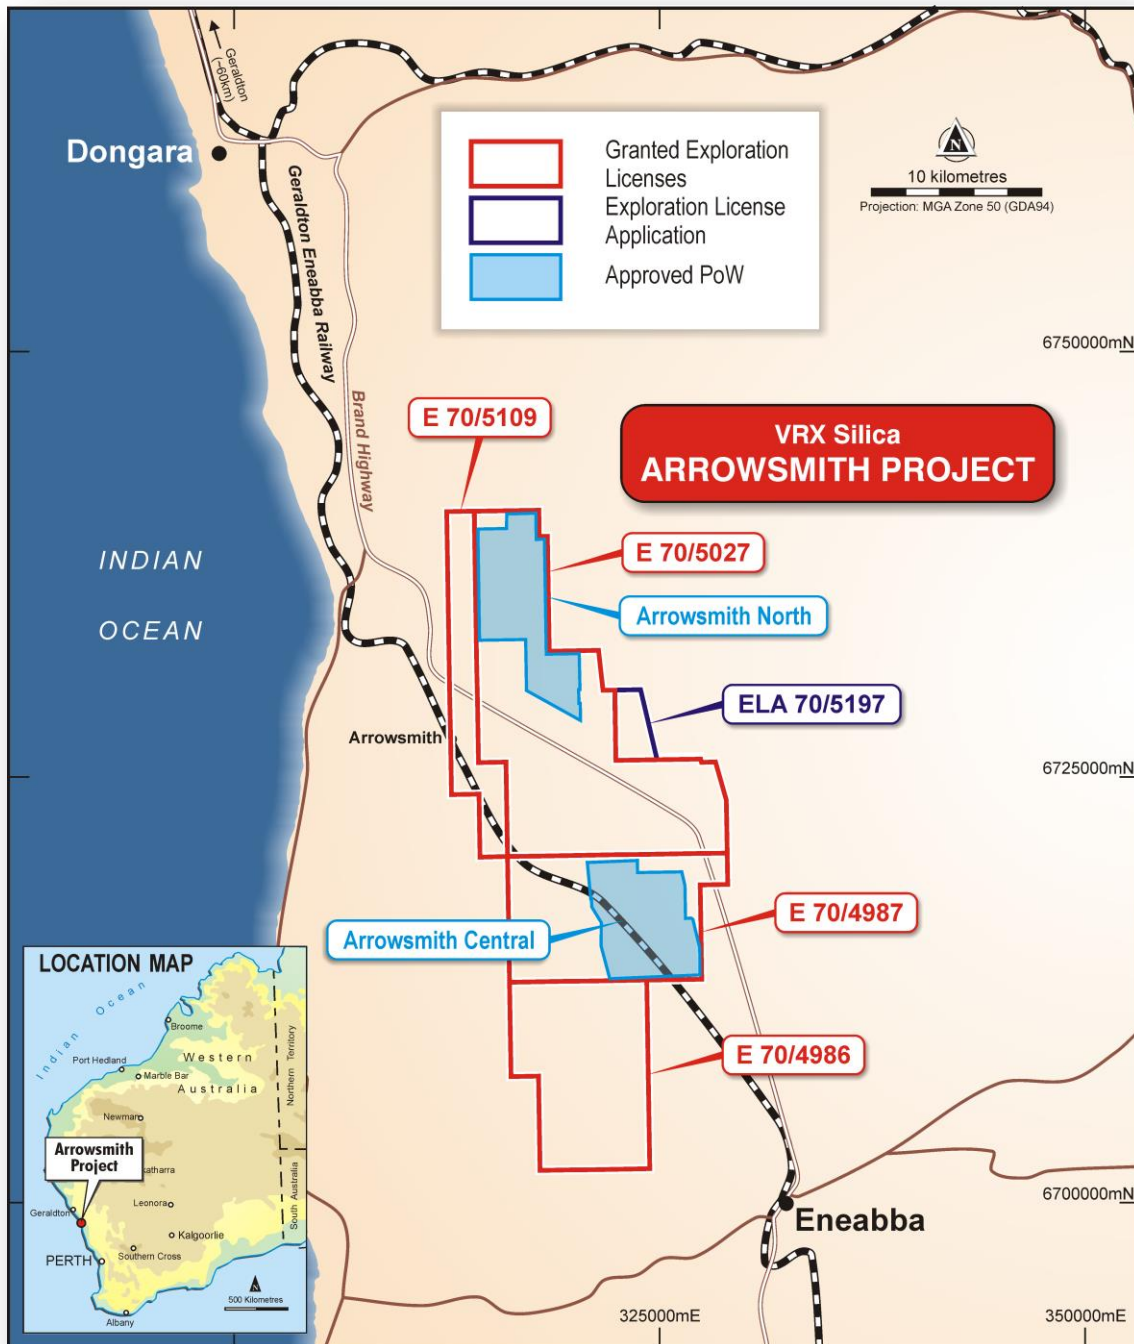 Geraldton
(~60km)
Dongara
Geraldton Eneabba Railway
Brand Highway
Granted Exploration
Licenses
Exploration License
Application
Approved PoW
N
10 kilometres
Projection: MGA Zone 50 (GDA94)
6750000mN
E 70/5109
VRX Silica
ARROWSMITH PROJECT
INDIAN
OCEAN
E 70/5027
Arrowsmith North
ELA 70/5197
Arrowsmith
6725000mN
E 70/4987
Arrowsmith Central
E 70/4986
6700000mN
Eneabba
325000mE
350000mE
LOCATION MAP
Indian Ocean
Broome
Port Hedland
Marble Bar
Western
Australia
Northern Territory
Newman
Arrowsmith
Project
katharra
Leonora
Geraldton
Kalgoorlie
Southern Cross
PERTH
Albany
South Australia
N
500 Kilometres